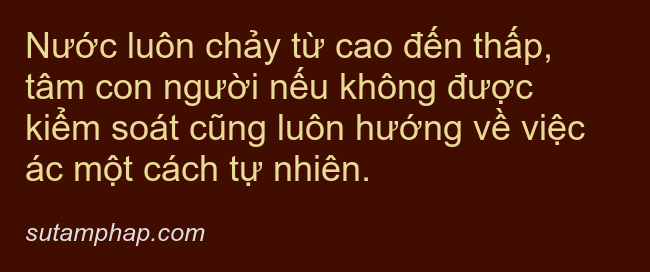 Nước luôn chảy từ cao đến thấp,
tâm con người nếu không được
kiểm soát cũng luôn hướng về việc
ác một cách tự nhiên.
sutamphap.com